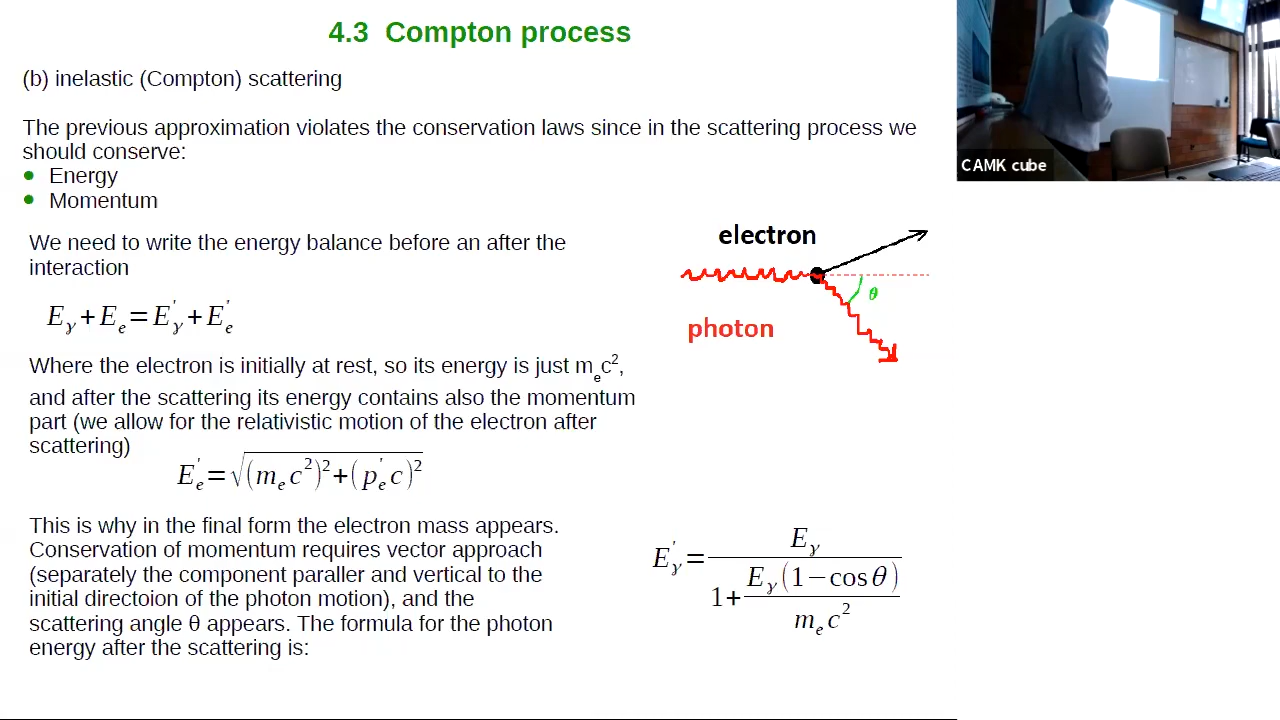 4.3 Compton process
(b) inelastic (Compton) scattering
The previous approximation violates the conservation laws since in the scattering process we
should conserve:
• Energy
• Momentum
We need to write the energy balance before an after the
interaction
E_γ + E_e = E'_γ + E'_e
Where the electron is initially at rest, so its energy is just m_e c²,
and after the scattering its energy contains also the momentum
part (we allow for the relativistic motion of the electron after
scattering)
E'_e = √((m_e c²)² + (p'_e c)²)
This is why in the final form the electron mass appears.
Conservation of momentum requires vector approach
(separately the component paraller and vertical to the
initial directoion of the photon motion), and the
scattering angle θ appears. The formula for the photon
energy after the scattering is:
electron
θ
photon
E'_γ = E_γ / (1 + E_γ (1 − cos θ) / (m_e c²))
CAMK cube